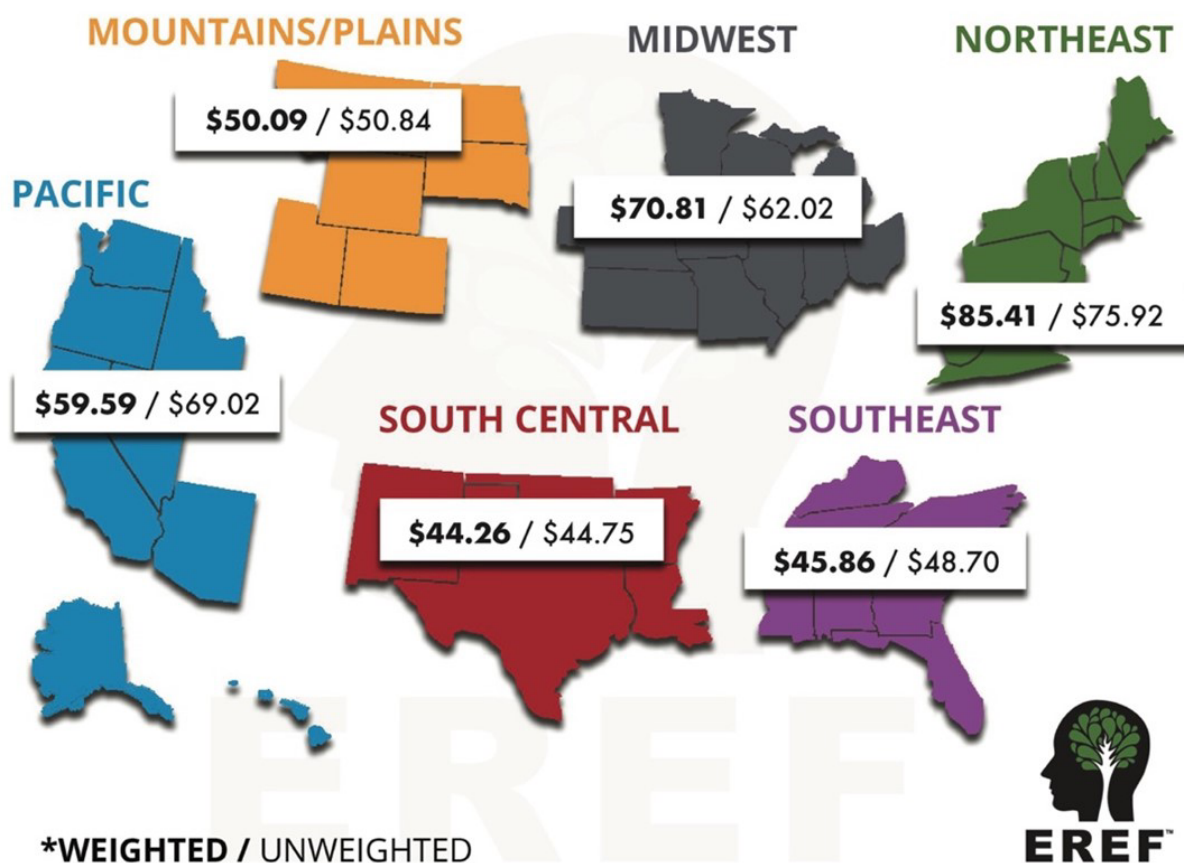 MOUNTAINS/PLAINS
$50.09 / $50.84
MIDWEST
$70.81 / $62.02
NORTHEAST
$85.41 / $75.92
PACIFIC
$59.59 / $69.02
SOUTH CENTRAL
$44.26 / $44.75
SOUTHEAST
$45.86 / $48.70
EREF
*WEIGHTED / UNWEIGHTED
EREF™